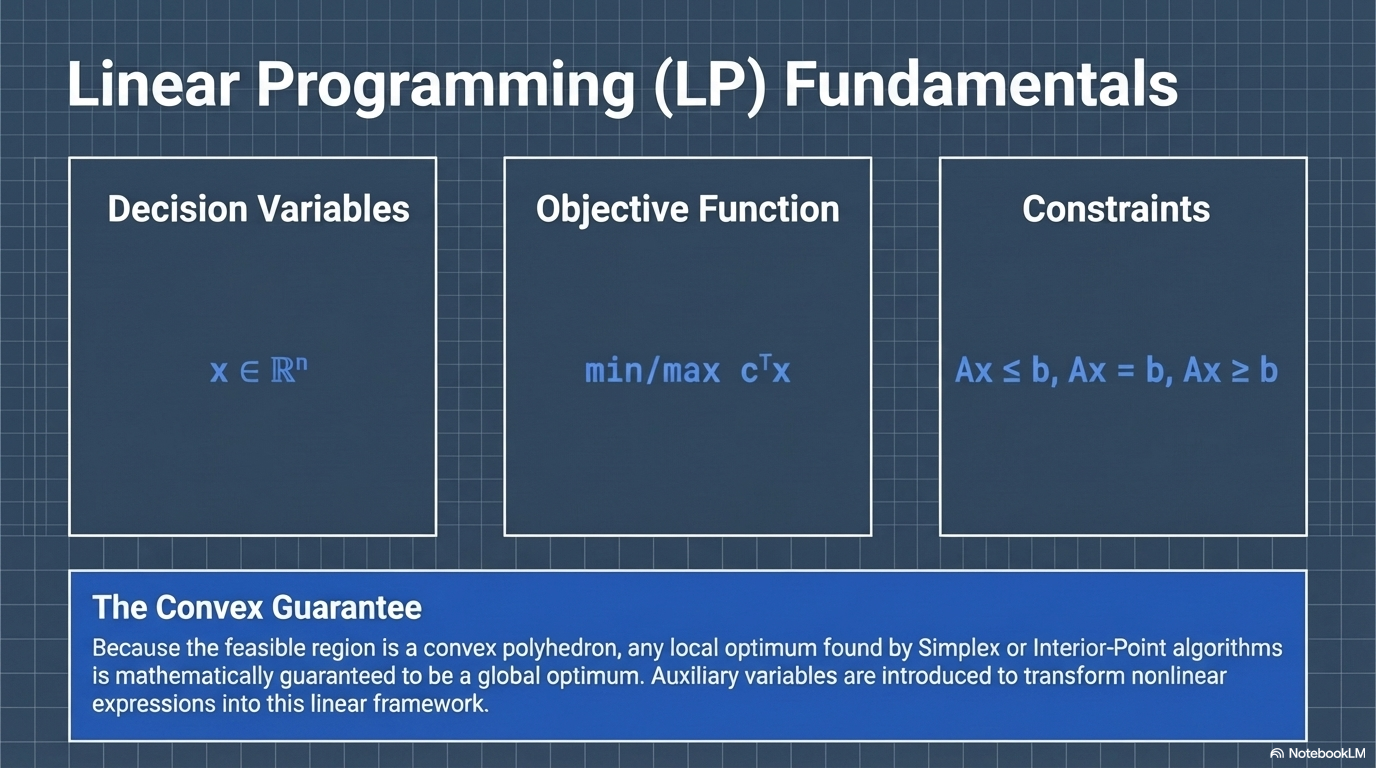 Linear Programming (LP) Fundamentals
Decision Variables
x ∈ ℝⁿ
Objective Function
min/max cᵀx
Constraints
Ax ≤ b, Ax = b, Ax ≥ b
The Convex Guarantee
Because the feasible region is a convex polyhedron, any local optimum found by Simplex or Interior-Point algorithms
is mathematically guaranteed to be a global optimum. Auxiliary variables are introduced to transform nonlinear
expressions into this linear framework.
NotebookLM